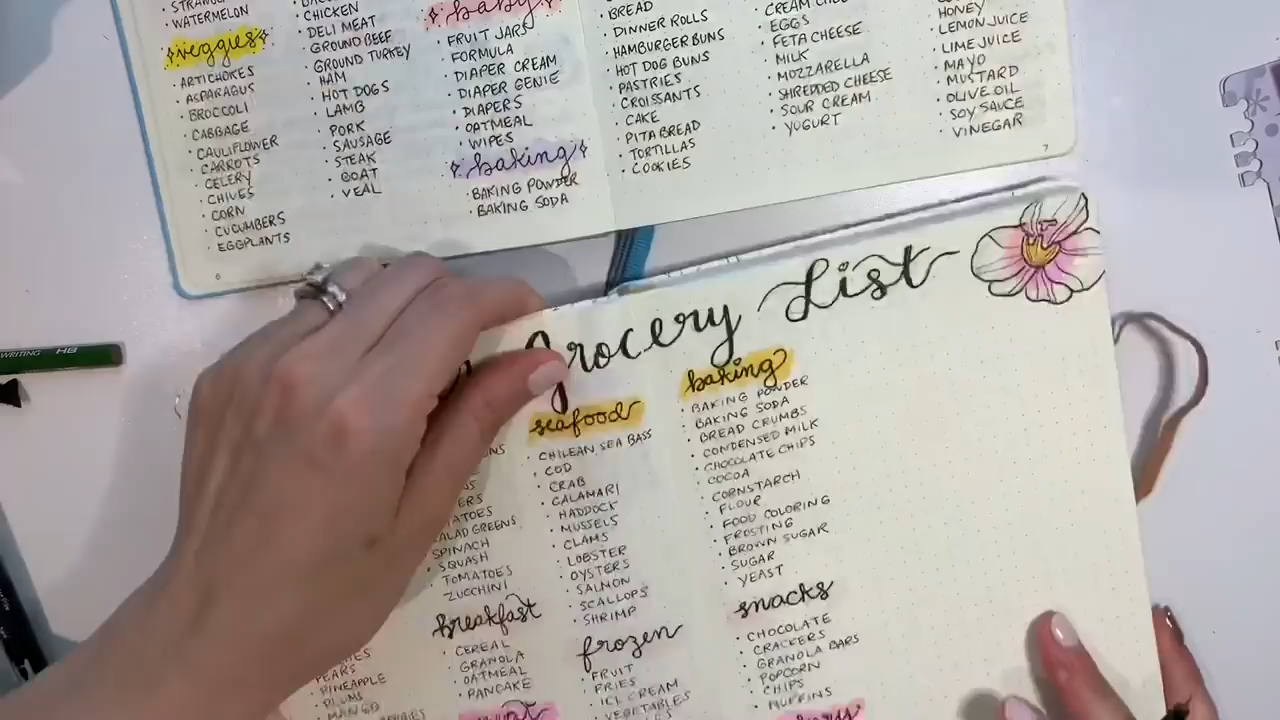 WATERMELON
veggies
• ARTICHOKES
• ASPARAGUS
• BROCCOLI
• CABBAGE
• CAULIFLOWER
• CARROTS
• CELERY
• CHIVES
• CORN
• CUCUMBERS
• EGGPLANTS
6
• CHICKEN
• DELI MEAT
• GROUND BEEF
• GROUND TURKEY
• HAM
• HOT DOGS
• LAMB
• PORK
• SAUSAGE
• STEAK
• GOAT
• VEAL
baby
• FRUIT JARS
• FORMULA
• DIAPER CREAM
• DIAPER GENIE
• DIAPERS
• OATMEAL
• WIPES
baking
• BAKING POWDER
• BAKING SODA
• BREAD
• DINNER ROLLS
• HAMBURGER BUNS
• HOT DOG BUNS
• PASTRIES
• CROISSANTS
• CAKE
• PITA BREAD
• TORTILLAS
• COOKIES
• EGGS
• FETA CHEESE
• MILK
• MOZZARELLA
• SHREDDED CHEESE
• SOUR CREAM
• YOGURT
HONEY
• LEMON JUICE
• LIME JUICE
• MAYO
• MUSTARD
• OLIVE OIL
• SOY SAUCE
• VINEGAR
7
WRITING HB
Grocery List
SALAD GREENS
SPINACH
• SQUASH
• TOMATOES
• ZUCCHINI
breakfast
• CEREAL
• GRANOLA
• OATMEAL
• PANCAKE
PEARS
• PINEAPPLE
• PLUMS
• MANGO
seafood
• CHILEAN SEA BASS
• COD
• CRAB
• CALAMARI
• HADDOCK
• MUSSELS
• CLAMS
• LOBSTER
• OYSTERS
• SALMON
• SCALLOPS
• SHRIMP
frozen
• FRUIT
• FRIES
• ICE CREAM
• VEGETABLES
baking
• BAKING POWDER
• BAKING SODA
• BREAD CRUMBS
• CONDENSED MILK
• CHOCOLATE CHIPS
• COCOA
• CORNSTARCH
• FLOUR
• FOOD COLORING
• FROSTING
• BROWN SUGAR
• SUGAR
• YEAST
snacks
• CHOCOLATE
• CRACKERS
• GRANOLA BARS
• POPCORN
• CHIPS
• MUFFINS